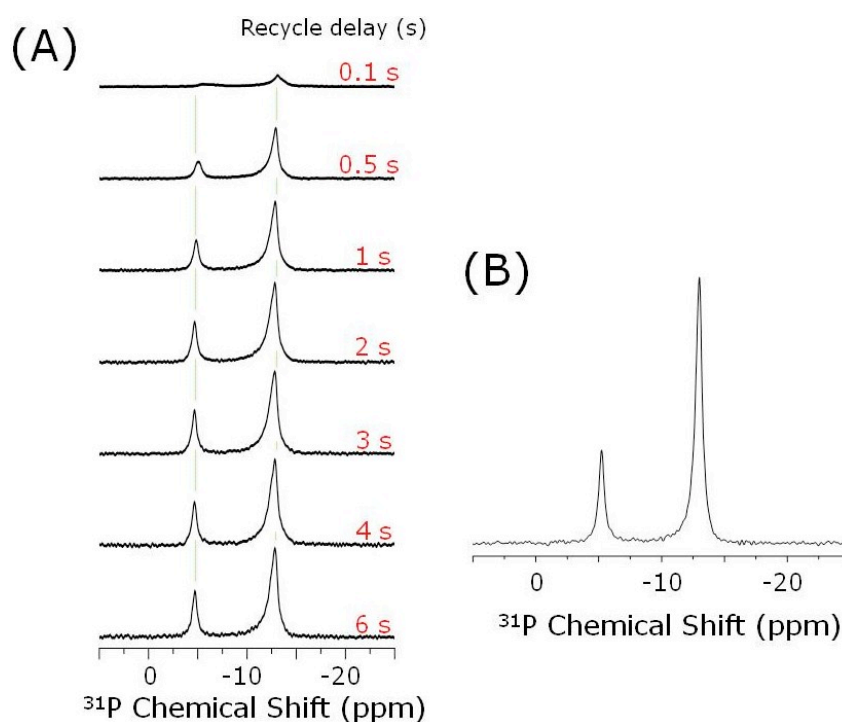 (A)
Recycle delay (s)
0.1 s
0.5 s
1 s
2 s
3 s
4 s
6 s
0 -10 -20
³¹P Chemical Shift (ppm)
(B)
0 -10 -20
³¹P Chemical Shift (ppm)